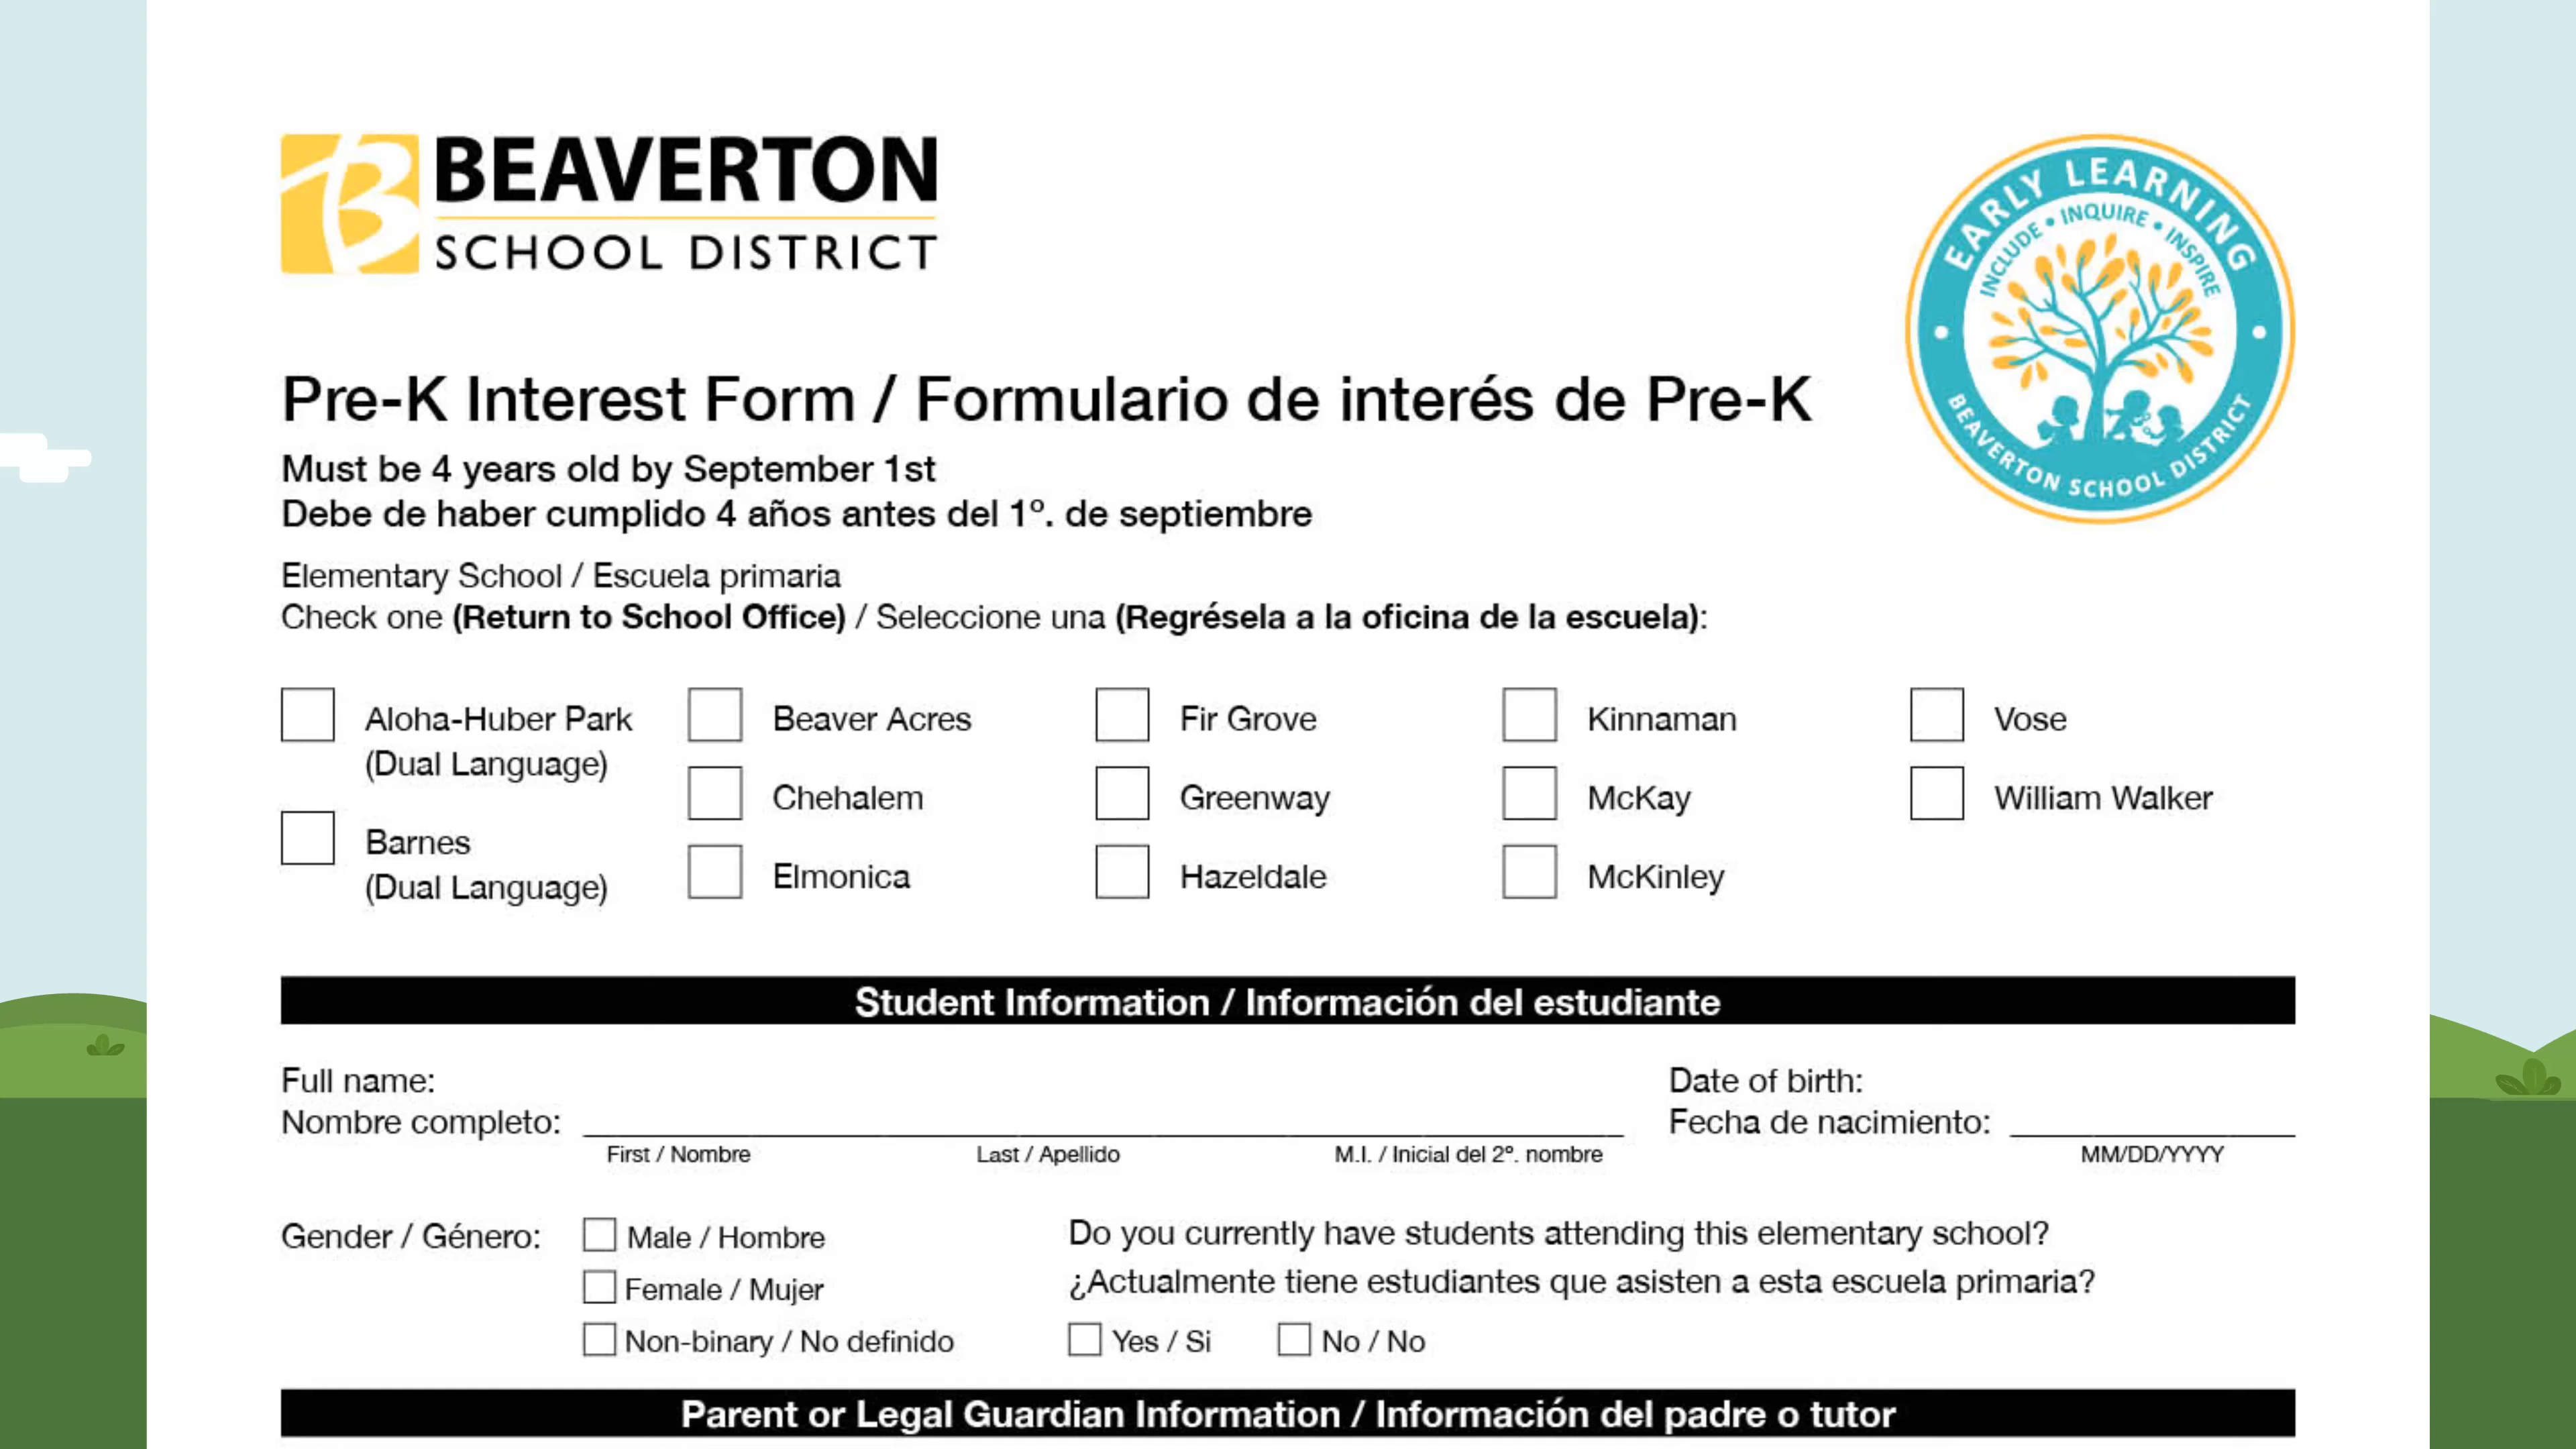 BEAVERTON
SCHOOL DISTRICT
EARLY LEARNING
INCLUDE • INQUIRE • INSPIRE
BEAVERTON SCHOOL DISTRICT
Pre-K Interest Form / Formulario de interés de Pre-K
Must be 4 years old by September 1st
Debe de haber cumplido 4 años antes del 1º. de septiembre
Elementary School / Escuela primaria
Check one (Return to School Office) / Seleccione una (Regrésela a la oficina de la escuela):
Aloha-Huber Park
(Dual Language)
Barnes
(Dual Language)
Beaver Acres
Chehalem
Elmonica
Fir Grove
Greenway
Hazeldale
Kinnaman
McKay
McKinley
Vose
William Walker
Student Information / Información del estudiante
Full name:
Nombre completo:
First / Nombre Last / Apellido M.I. / Inicial del 2º. nombre
Date of birth:
Fecha de nacimiento:
MM/DD/YYYY
Gender / Género:
Male / Hombre
Female / Mujer
Non-binary / No definido
Do you currently have students attending this elementary school?
¿Actualmente tiene estudiantes que asisten a esta escuela primaria?
Yes / Si No / No
Parent or Legal Guardian Information / Información del padre o tutor